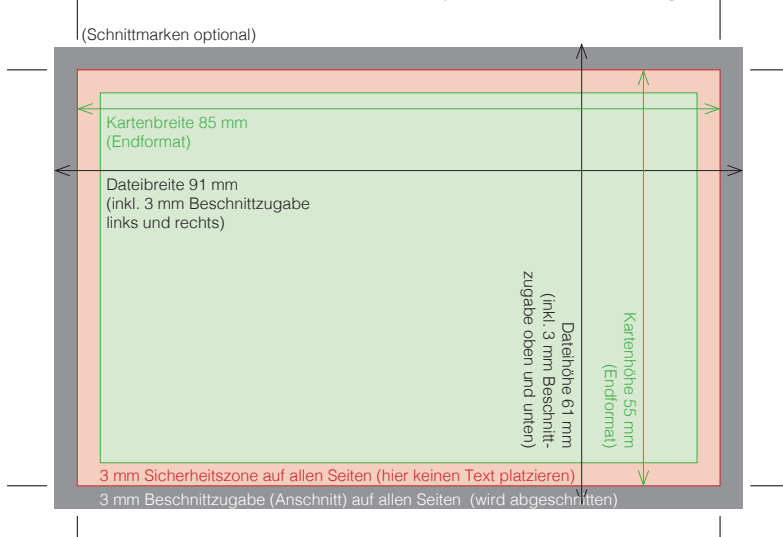 (Schnittmarken optional)
Kartenbreite 85 mm
(Endformat)
Dateibreite 91 mm
(inkl. 3 mm Beschnittzugabe
links und rechts)
Dateihöhe 61 mm
(inkl. 3 mm Beschnitt-
zugabe oben und unten)
Kartenhöhe 55 mm
(Endformat)
3 mm Sicherheitszone auf allen Seiten (hier keinen Text platzieren)
3 mm Beschnittzugabe (Anschnitt) auf allen Seiten (wird abgeschnitten)